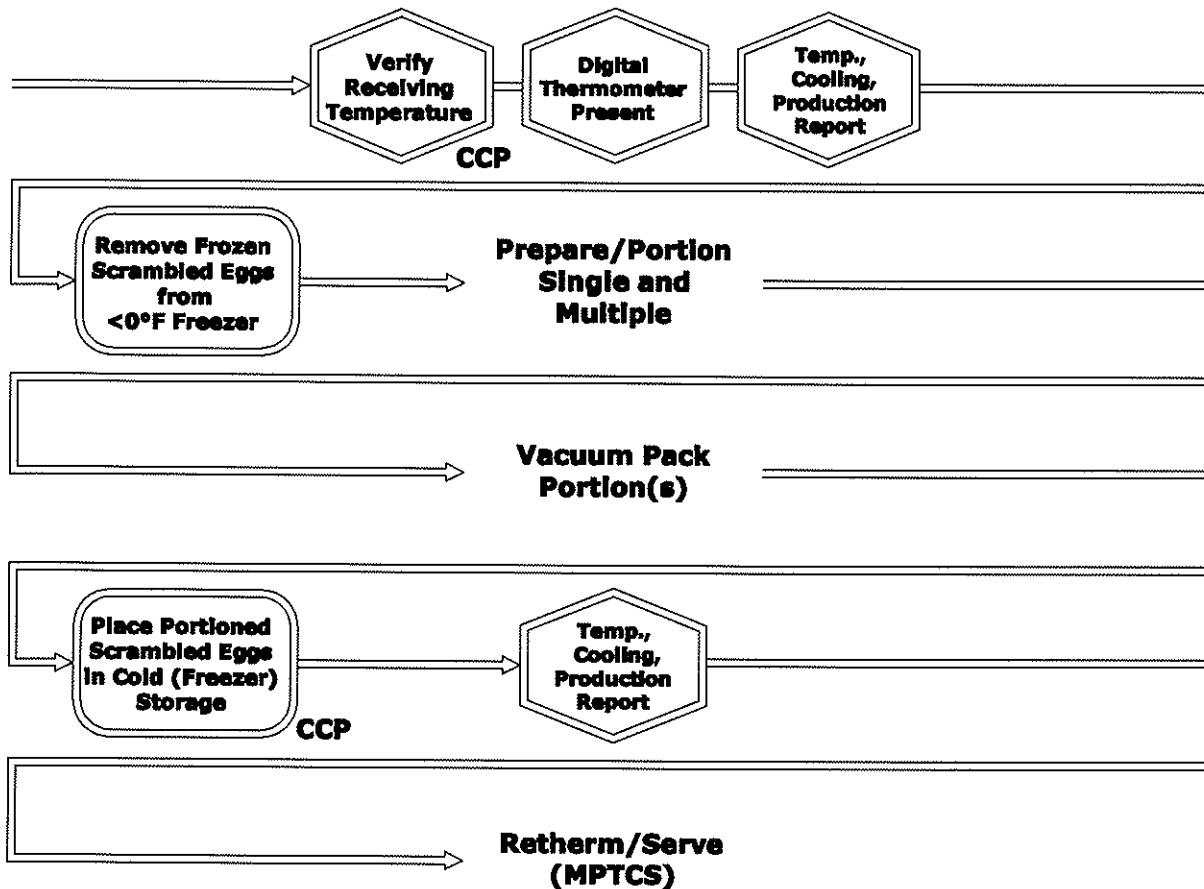 Verify
Receiving
Temperature
CCP
Digital
Thermometer
Present
Temp.,
Cooling,
Production
Report
Remove Frozen
Scrambled Eggs
from
<0°F Freezer
Prepare/Portion
Single and
Multiple
Vacuum Pack
Portion(s)
Place Portioned
Scrambled Eggs
in Cold (Freezer)
Storage
CCP
Temp.,
Cooling,
Production
Report
Retherm/Serve
(MPTCS)